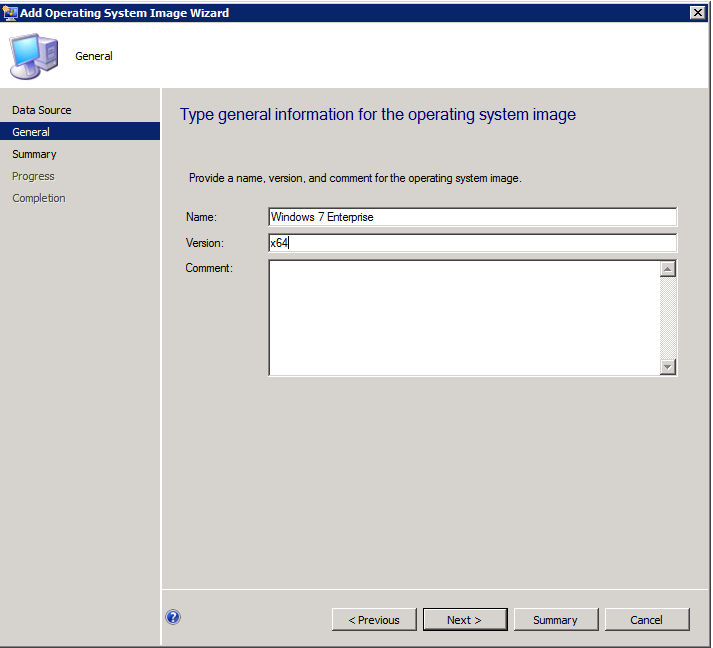 Add Operating System Image Wizard
General
Data Source
General
Summary
Progress
Completion
Type general information for the operating system image
Provide a name, version, and comment for the operating system image.
Name: Windows 7 Enterprise
Version: x64
Comment:
?
< Previous Next > Summary Cancel